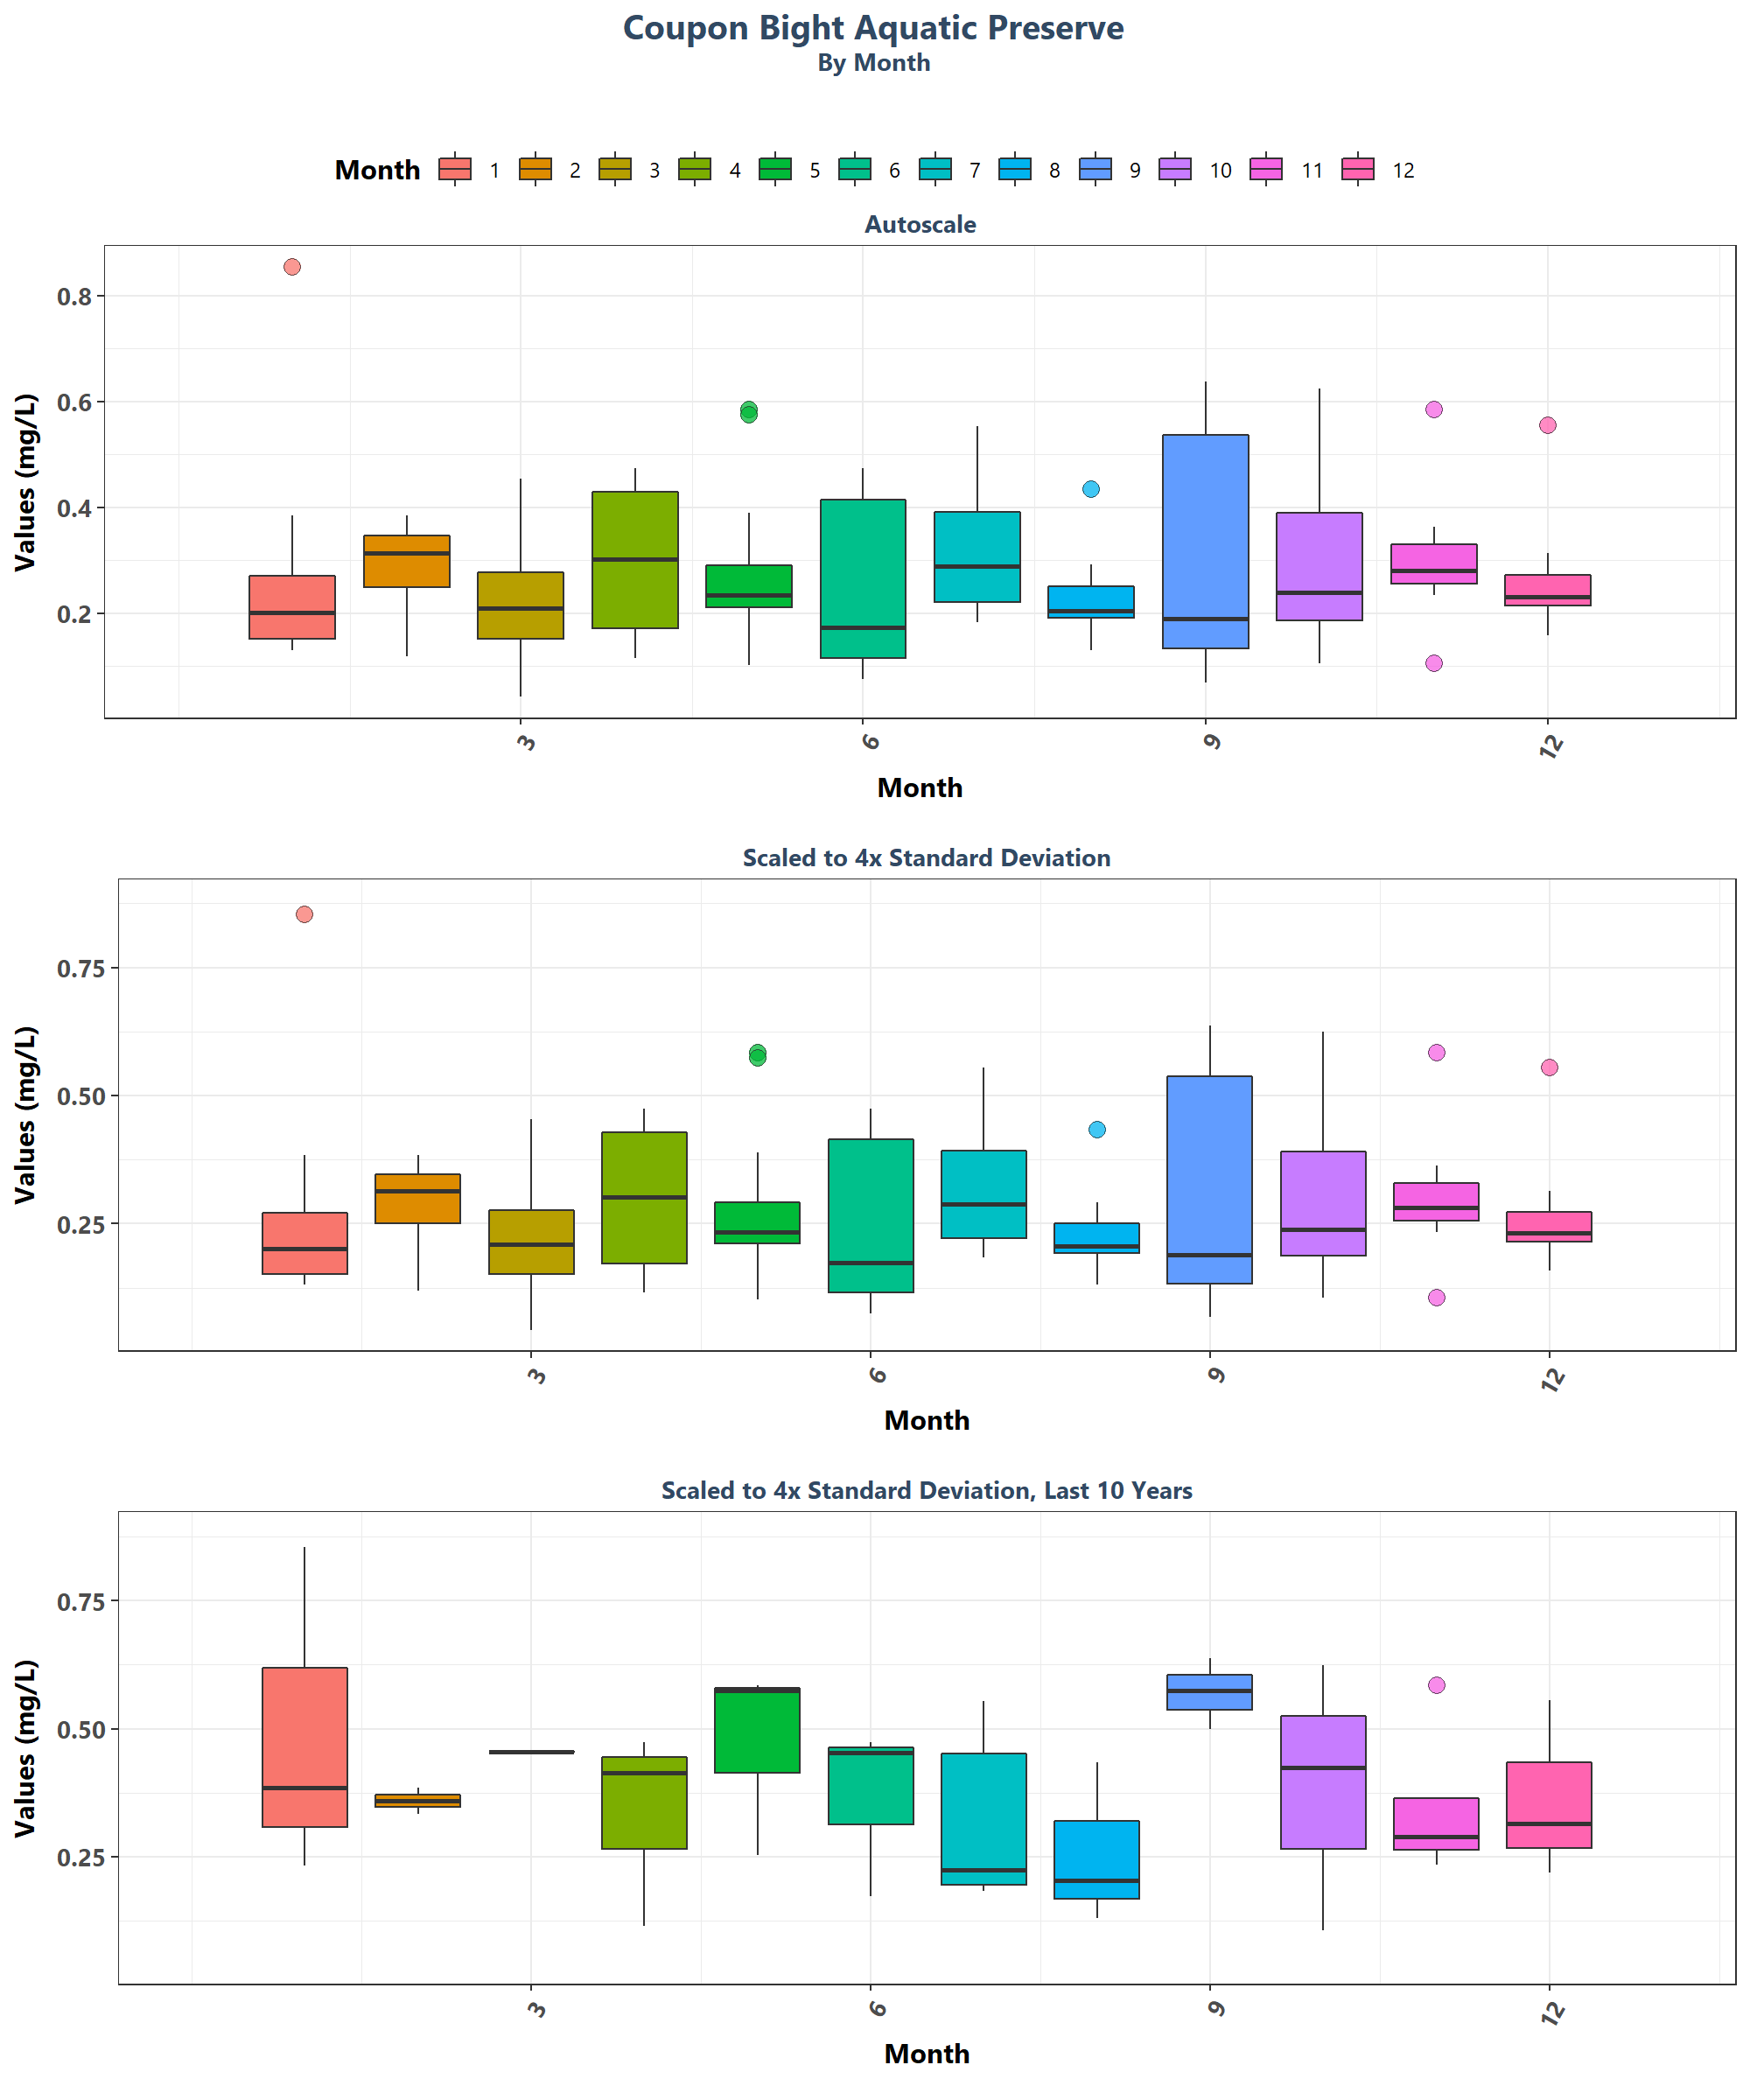 Coupon Bight Aquatic Preserve
By Month
Month 1 2 3 4 5 6 7 8 9 10 11 12
Autoscale
Values (mg/L)
0.8
0.6
0.4
0.2
3 6 9 12
Month
Scaled to 4x Standard Deviation
Values (mg/L)
0.75
0.50
0.25
3 6 9 12
Month
Scaled to 4x Standard Deviation, Last 10 Years
Values (mg/L)
0.75
0.50
0.25
3 6 9 12
Month